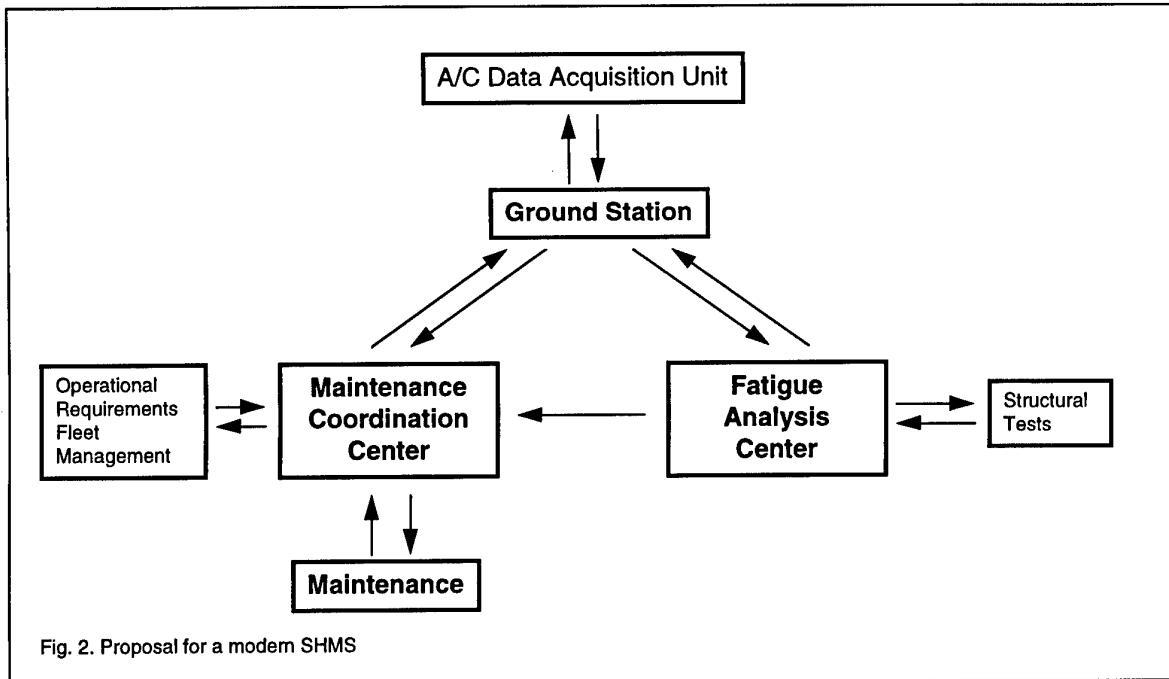 A/C Data Acquisition Unit
Ground Station
Operational
Requirements
Fleet
Management
Maintenance
Coordination
Center
Fatigue
Analysis
Center
Structural
Tests
Maintenance
Fig. 2. Proposal for a modern SHMS